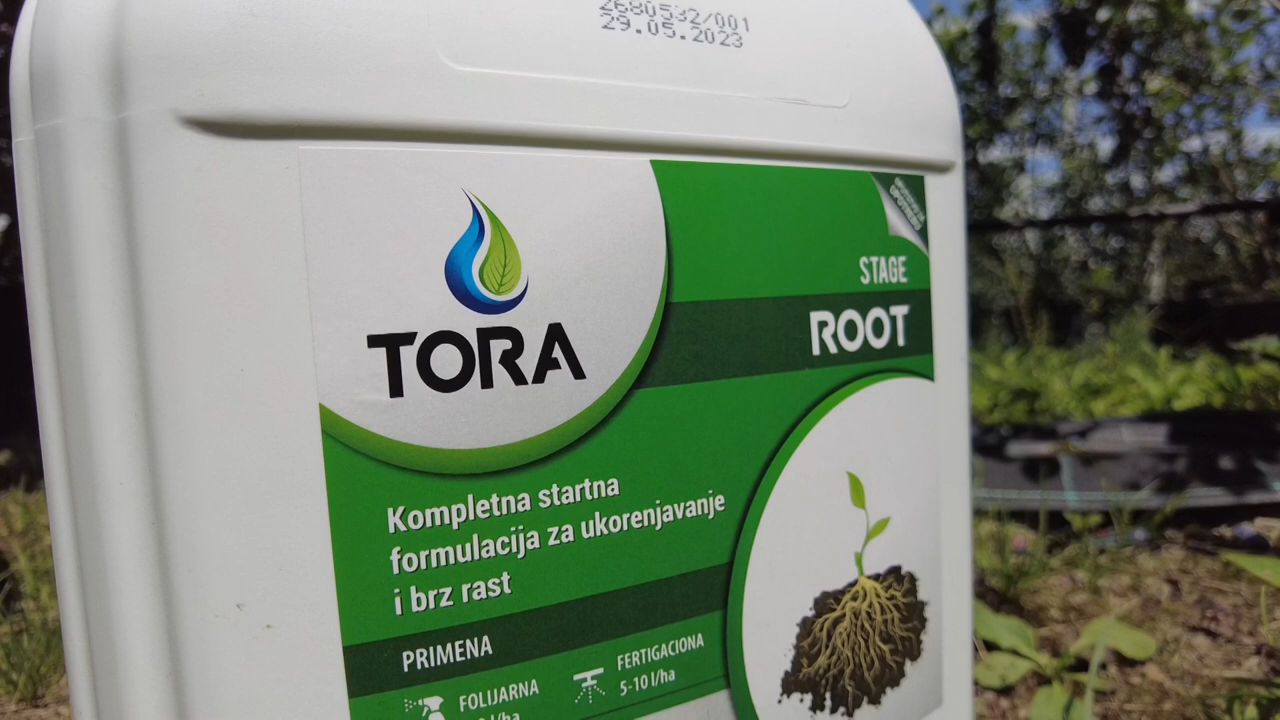 2680532/001
29.05.2023
TORA
STAGE
ROOT
Kompletna startna
formulacija za ukorenjavanje
i brz rast
PRIMENA
FOLIJARNA
l/ha
FERTIGACIONA
5-10 l/ha